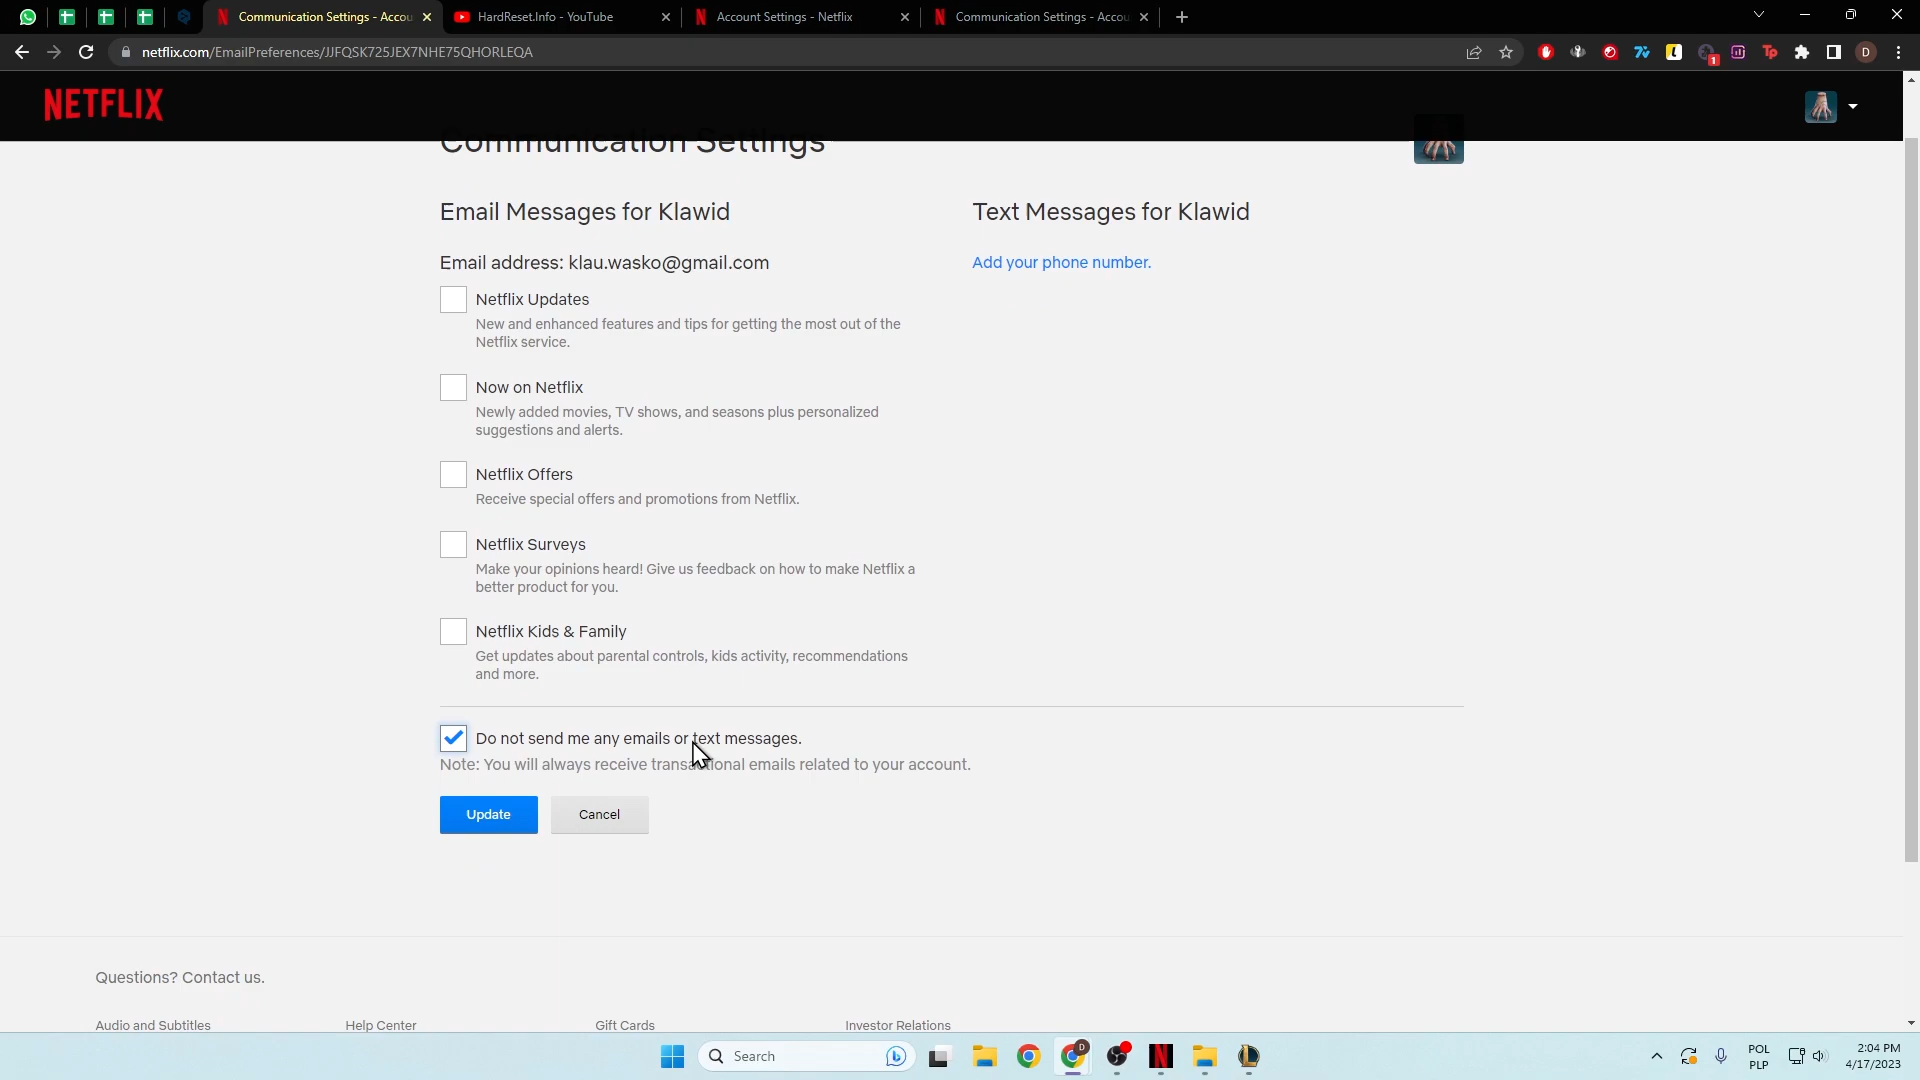 Communication Settings - Accou
HardReset.Info - YouTube
Account Settings - Netflix
Communication Settings - Accou
netflix.com/EmailPreferences/JJFQSK725JEX7NHE75QHORLEQA
1
D
NETFLIX
Communication Settings
Email Messages for Klawid
Text Messages for Klawid
Email address: klau.wasko@gmail.com
Add your phone number.
Netflix Updates
New and enhanced features and tips for getting the most out of the
Netflix service.
Now on Netflix
Newly added movies, TV shows, and seasons plus personalized
suggestions and alerts.
Netflix Offers
Receive special offers and promotions from Netflix.
Netflix Surveys
Make your opinions heard! Give us feedback on how to make Netflix a
better product for you.
Netflix Kids & Family
Get updates about parental controls, kids activity, recommendations
and more.
Do not send me any emails or text messages.
Note: You will always receive transactional emails related to your account.
Update
Cancel
Questions? Contact us.
Audio and Subtitles
Help Center
Gift Cards
Investor Relations
Search
D
POL
PLP
2:04 PM
4/17/2023